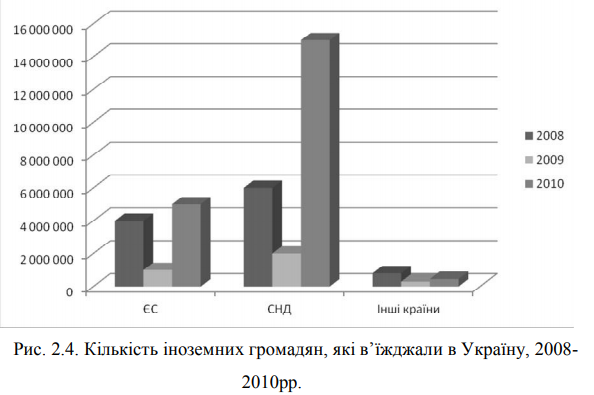 16 000 000
14 000 000
12 000 000
10 000 000
8 000 000
6 000 000
4 000 000
2 000 000
0
ЄС
СНД
Інші країни
2008
2009
2010
Рис. 2.4. Кількість іноземних громадян, які в’їжджали в Україну, 2008-
2010рр.